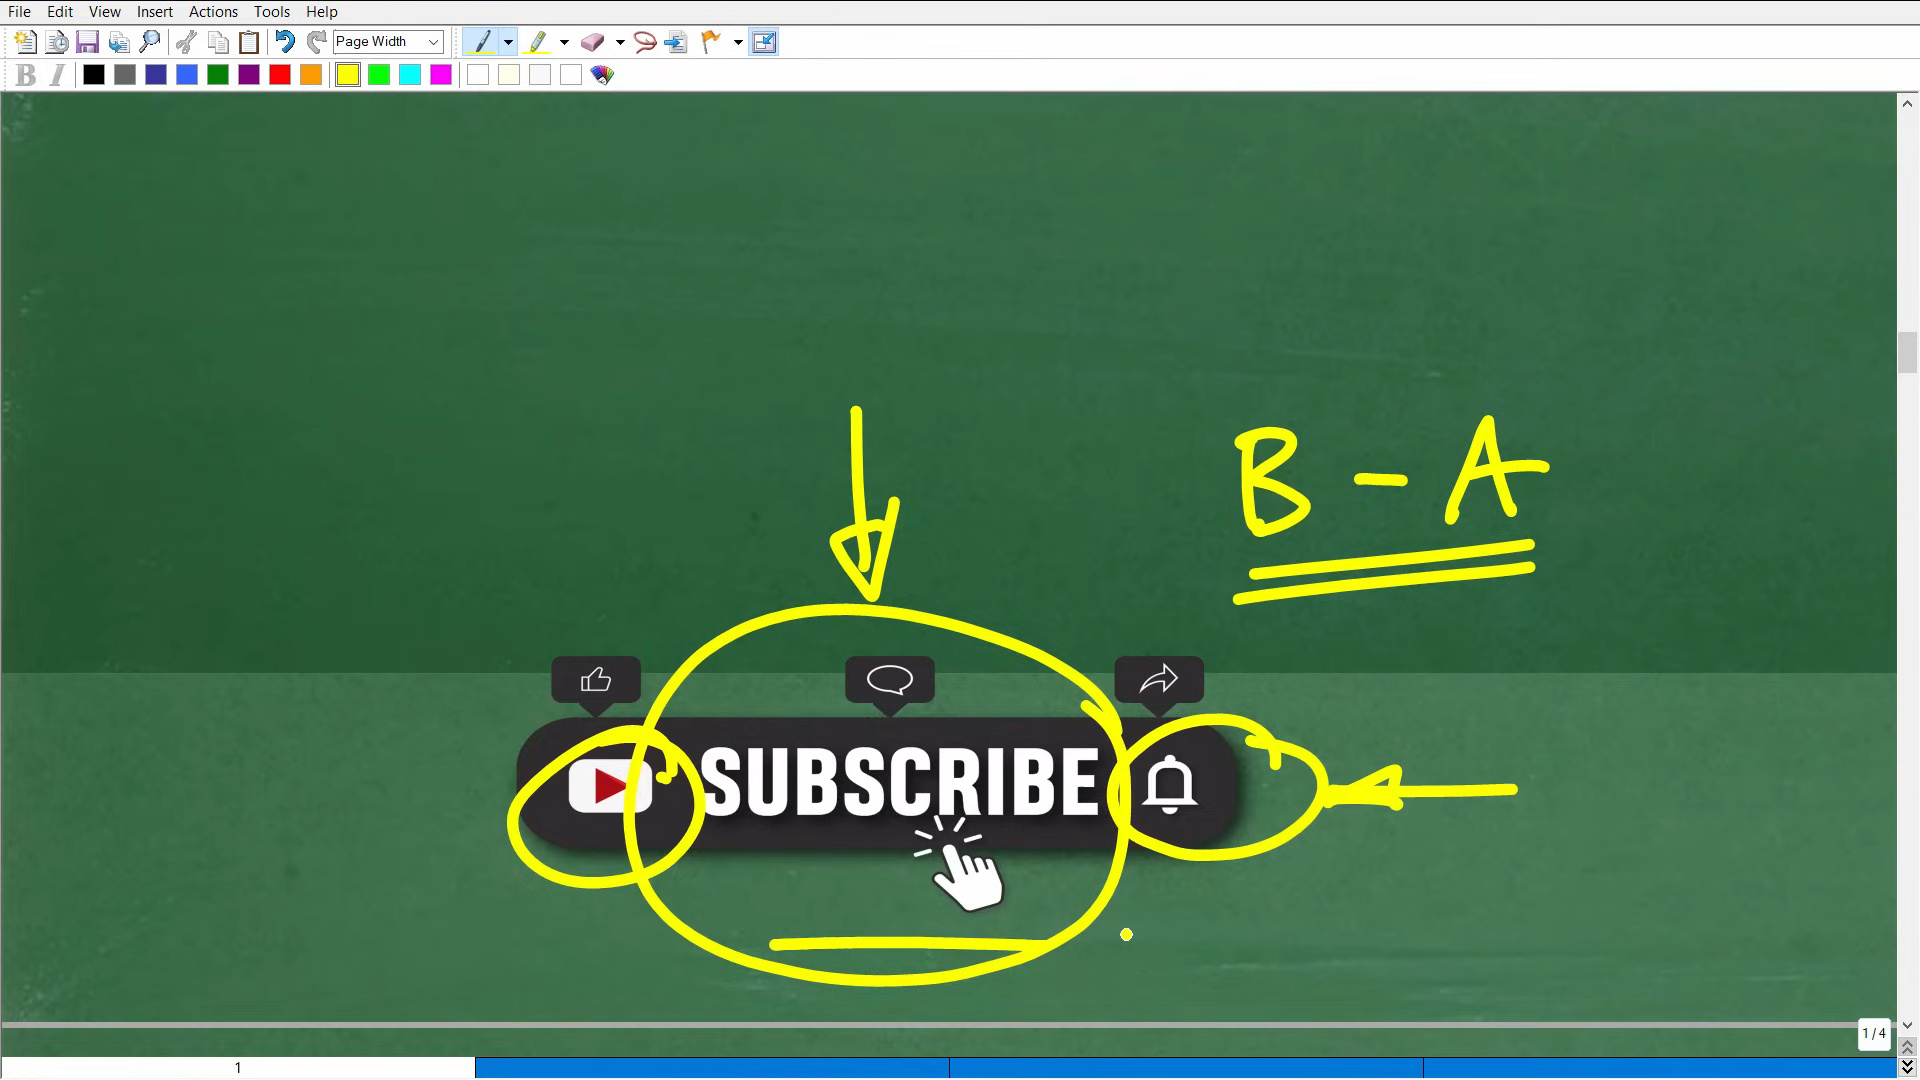 File Edit View Insert Actions Tools Help
Page Width
B I
B - A
SUBSCRIBE
1 / 4
1